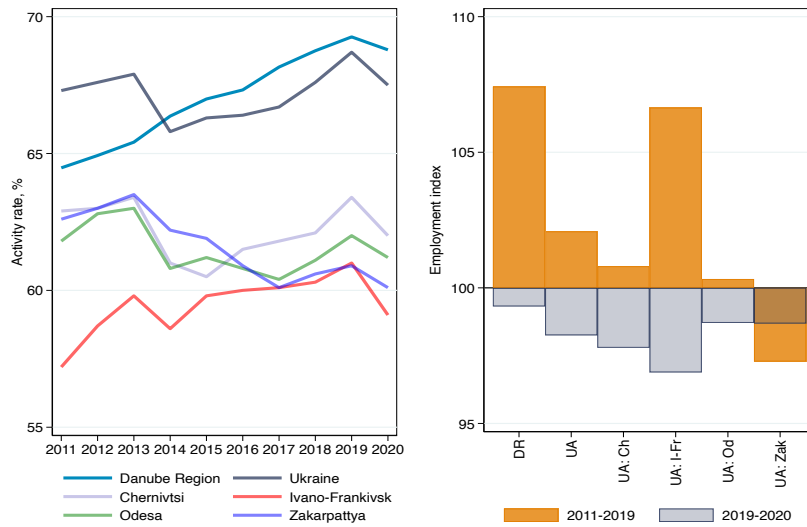 70
65
60
55
Activity rate, %
2011 2012 2013 2014 2015 2016 2017 2018 2019 2020
Danube Region
Ukraine
Chernivtsi
Ivano-Frankivsk
Odesa
Zakarpattya
110
105
100
95
Employment index
DR
UA
UA: Ch
UA: I-Fr
UA: Od
UA: Zak
2011-2019
2019-2020